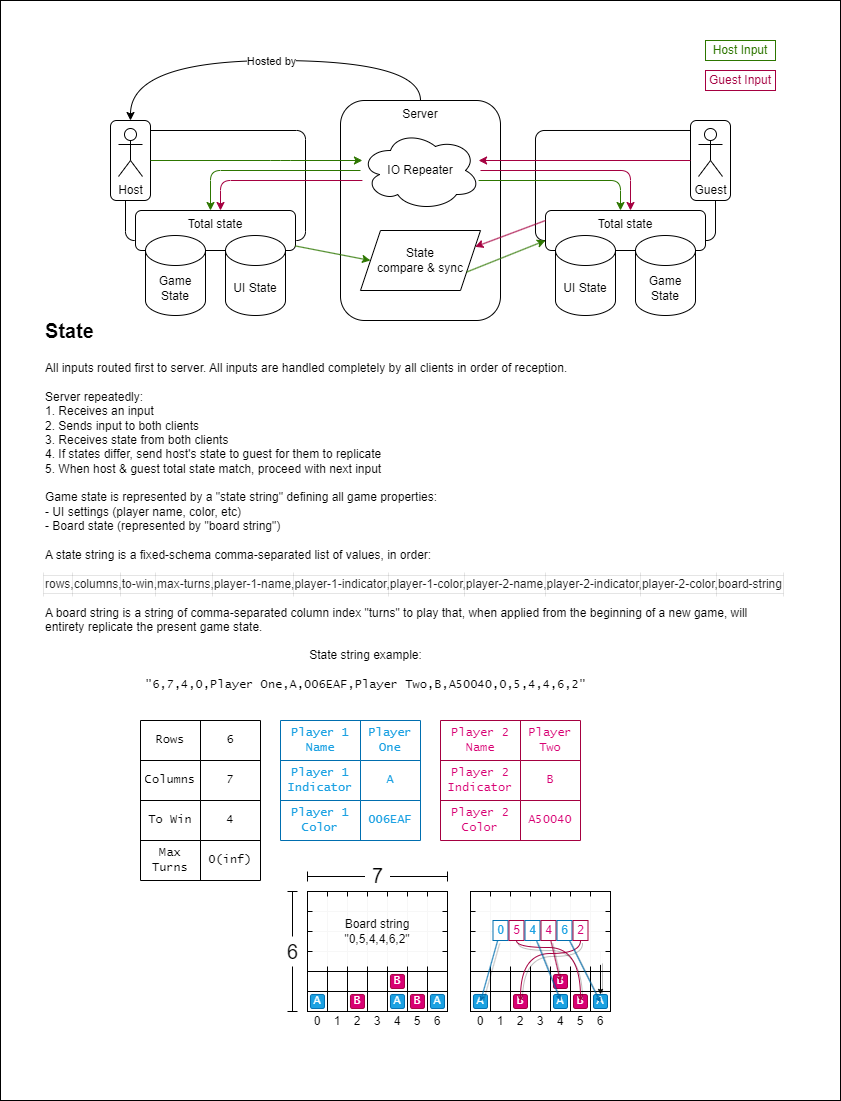 Host Input
Guest Input
Hosted by
Server
IO Repeater
Host
Guest
Total state
Total state
State
compare & sync
Game
State
UI State
UI State
Game
State
State
All inputs routed first to server. All inputs are handled completely by all clients in order of reception.
Server repeatedly:
1. Receives an input
2. Sends input to both clients
3. Receives state from both clients
4. If states differ, send host's state to guest for them to replicate
5. When host & guest total state match, proceed with next input
Game state is represented by a "state string" defining all game properties:
- UI settings (player name, color, etc)
- Board state (represented by "board string")
A state string is a fixed-schema comma-separated list of values, in order:
rows,columns,to-win,max-turns,player-1-name,player-1-indicator,player-1-color,player-2-name,player-2-indicator,player-2-color,board-string
A board string is a string of comma-separated column index "turns" to play that, when applied from the beginning of a new game, will
entirety replicate the present game state.
State string example:
"6,7,4,0,Player One,A,006EAF,Player Two,B,A50040,0,5,4,4,6,2"
Rows 6
Columns 7
To Win 4
Max
Turns
0(inf)
Player 1
Name
Player
One
Player 1
Indicator
A
Player 1
Color
006EAF
Player 2
Name
Player
Two
Player 2
Indicator
B
Player 2
Color
A50040
7
6
Board string
"0,5,4,4,6,2"
B
A B A B A
0 1 2 3 4 5 6
0 5 4 4 6 2
B
A B A B A
0 1 2 3 4 5 6